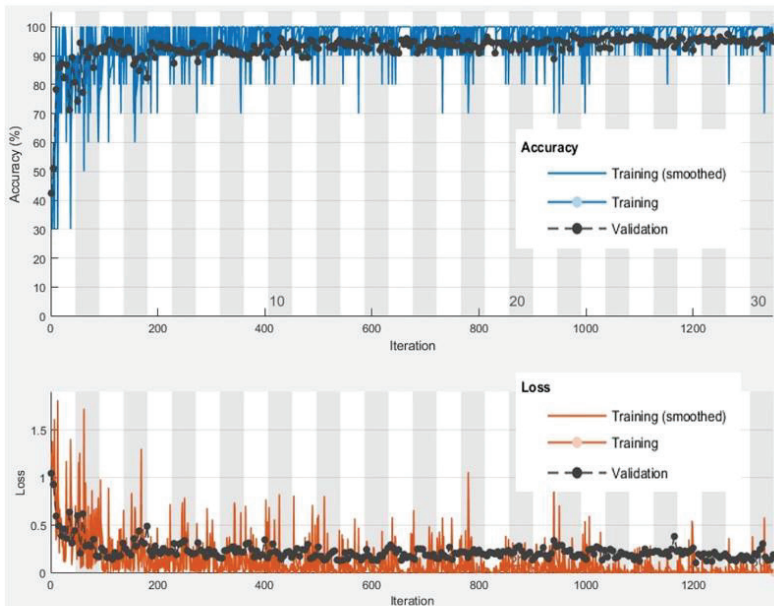 100
90
80
70
60
50
40
30
20
10
0
Accuracy (%)
Accuracy
Training (smoothed)
Training
Validation
10
20
30
0
200
400
600
800
1000
1200
Iteration
1.5
1
0.5
0
Loss
Loss
Training (smoothed)
Training
Validation
0
200
400
600
800
1000
1200
Iteration